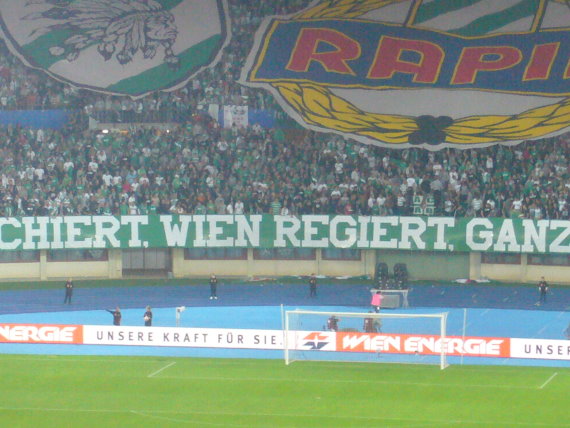 RAPI
CHIERT, WIEN REGIERT, GANZ
N ENERGIE UNSERE KRAFT FÜR SIE. WIEN ENERGIE UNSER